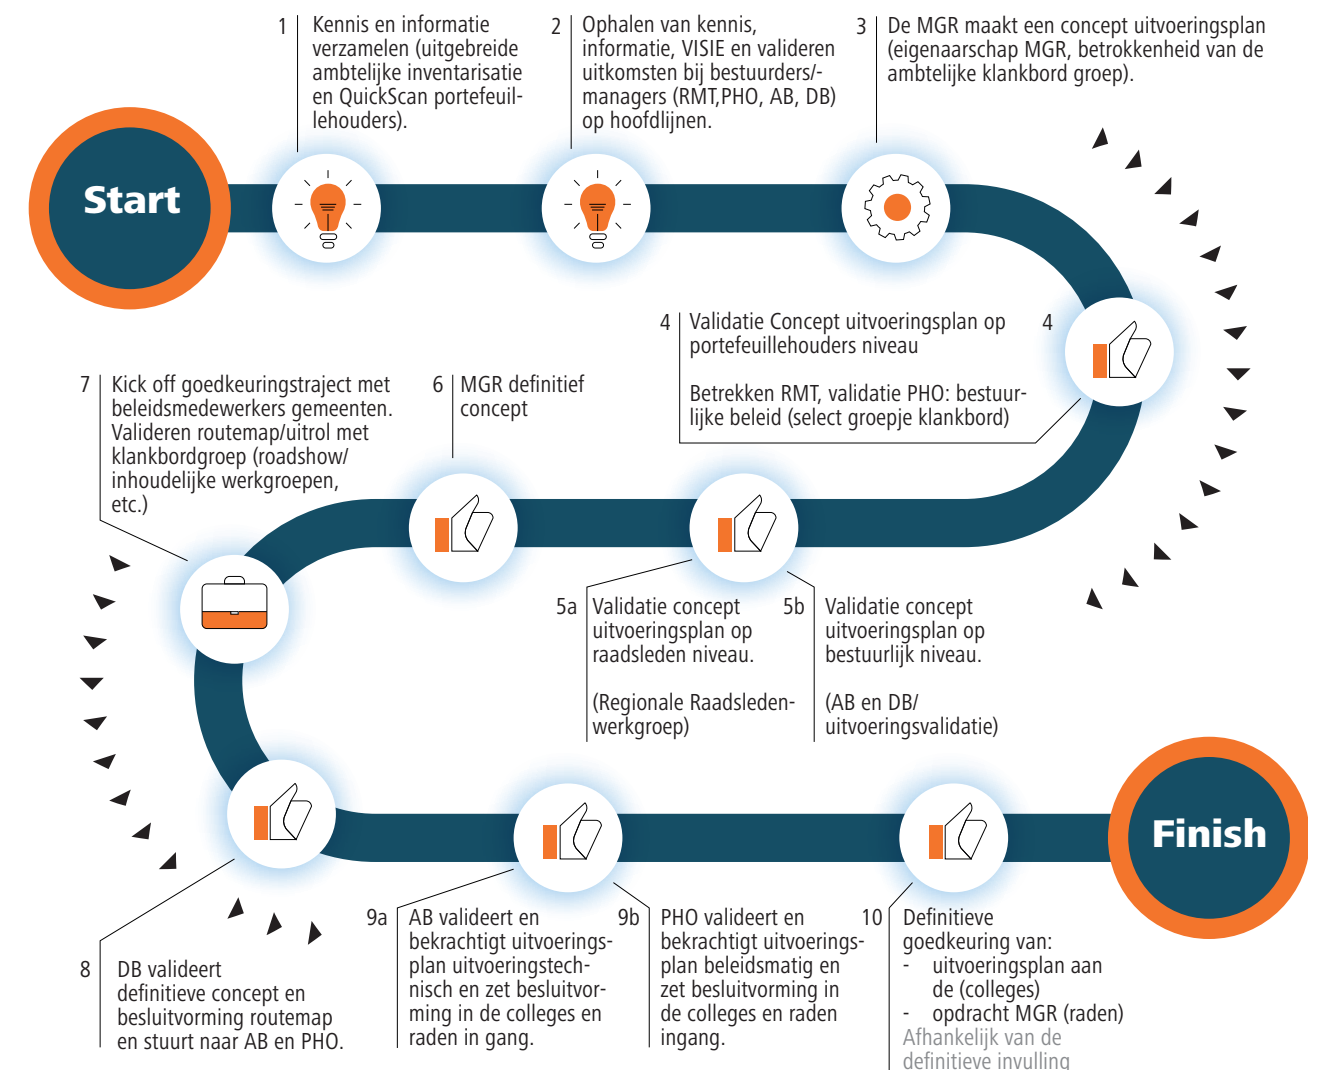 Start
1
Kennis en informatie
verzamelen (uitgebreide
ambtelijke inventarisatie
en QuickScan portefeuil-
lehouders).
2
Ophalen van kennis,
informatie, VISIE en valideren
uitkomsten bij bestuurders/-
managers (RMT,PHO, AB, DB)
op hoofdlijnen.
3
De MGR maakt een concept uitvoeringsplan
(eigenaarschap MGR, betrokkenheid van de
ambtelijke klankbord groep).
4
Validatie Concept uitvoeringsplan op
portefeuillehouders niveau
Betrekken RMT, validatie PHO: bestuur-
lijke beleid (select groepje klankbord)
4
5a
Validatie concept
uitvoeringsplan op
raadsleden niveau.
(Regionale Raadsleden-
werkgroep)
5b
Validatie concept
uitvoeringsplan op
bestuurlijk niveau.
(AB en DB/
uitvoeringsvalidatie)
6
MGR definitief
concept
7
Kick off goedkeuringstraject met
beleidsmedewerkers gemeenten.
Valideren routemap/uitrol met
klankbordgroep (roadshow/
inhoudelijke werkgroepen,
etc.)
8
DB valideert
definitieve concept en
besluitvorming routemap
en stuurt naar AB en PHO.
9a
AB valideert en
bekrachtigt uitvoerings-
plan uitvoeringstech-
nisch en zet besluitvor-
ming in de colleges en
raden in gang.
9b
PHO valideert en
bekrachtigt uitvoerings-
plan beleidsmatig en
zet besluitvorming in
de colleges en raden
ingang.
10
Definitieve
goedkeuring van:
- uitvoeringsplan aan
de (colleges)
- opdracht MGR (raden)
Afhankelijk van de
definitieve invulling
Finish